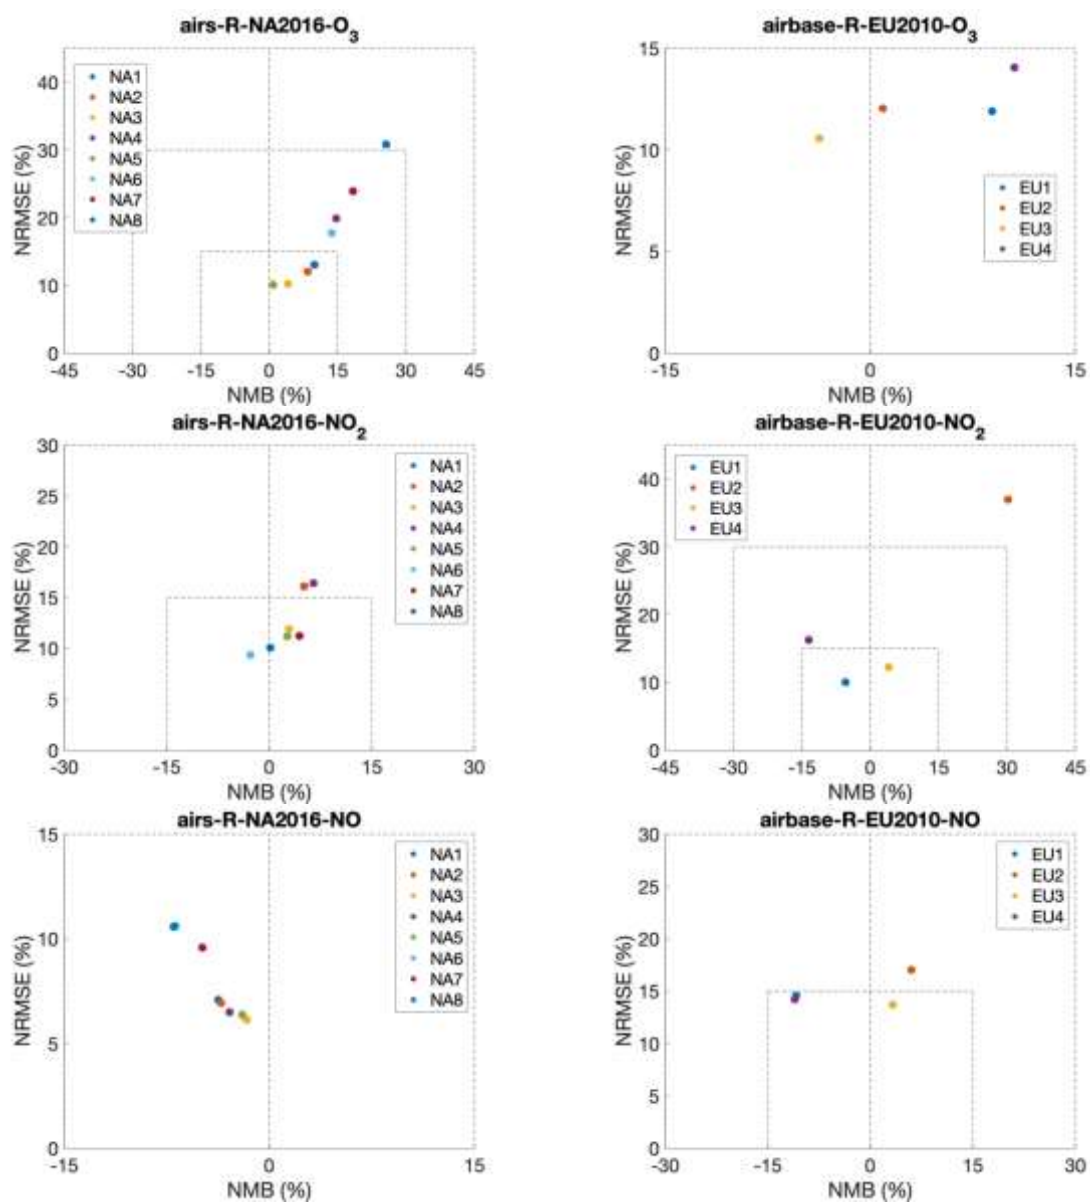 airs-R-NA2016-O3
NRMSE (%)
40
30
20
10
0
NA1
NA2
NA3
NA4
NA5
NA6
NA7
NA8
-45 -30 -15 0 15 30 45
NMB (%)
airbase-R-EU2010-O3
NRMSE (%)
15
10
5
0
EU1
EU2
EU3
EU4
-15 0 15
NMB (%)
airs-R-NA2016-NO2
NRMSE (%)
30
25
20
15
10
5
0
NA1
NA2
NA3
NA4
NA5
NA6
NA7
NA8
-30 -15 0 15 30
NMB (%)
airbase-R-EU2010-NO2
NRMSE (%)
40
30
20
10
0
EU1
EU2
EU3
EU4
-45 -30 -15 0 15 30 45
NMB (%)
airs-R-NA2016-NO
NRMSE (%)
15
10
5
0
NA1
NA2
NA3
NA4
NA5
NA6
NA7
NA8
-15 0 15
NMB (%)
airbase-R-EU2010-NO
NRMSE (%)
30
25
20
15
10
5
0
EU1
EU2
EU3
EU4
-30 -15 0 15 30
NMB (%)